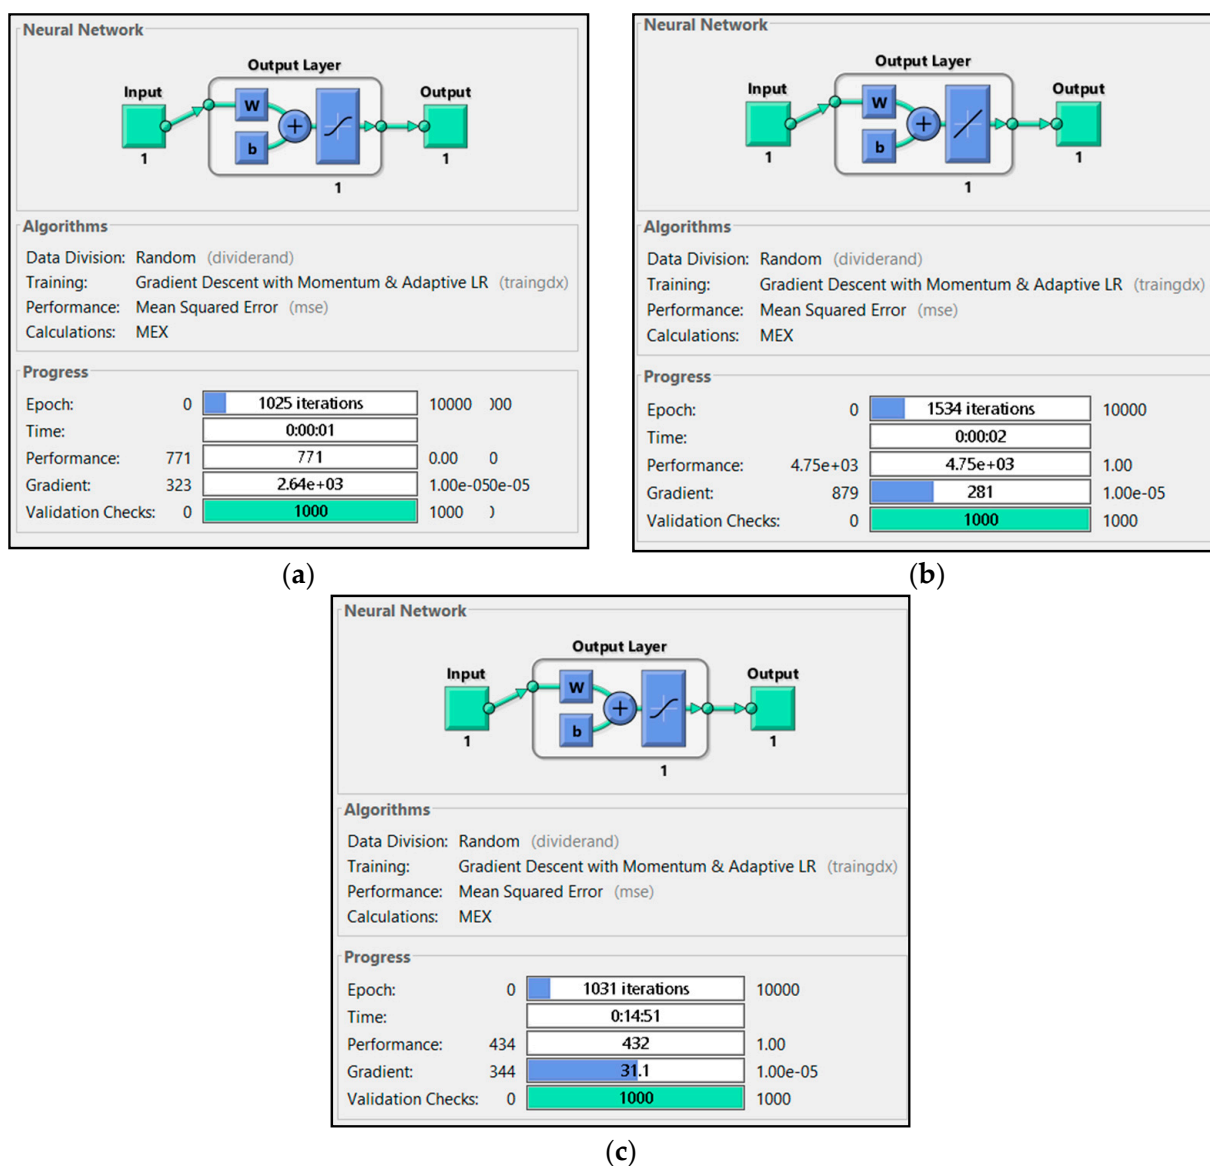 Neural Network
Output Layer
Input
Output
W
+
b
1
1
1
Algorithms
Data Division: Random (dividerand)
Training: Gradient Descent with Momentum & Adaptive LR (traingdx)
Performance: Mean Squared Error (mse)
Calculations: MEX
Progress
Epoch: 0 1025 iterations 10000
Time: 0:00:01
Performance: 771 771 0.00 0
Gradient: 323 2.64e+03 1.00e-050e-05
Validation Checks: 0 1000 1000
(a)
Neural Network
Output Layer
Input
Output
W
+
b
1
1
1
Algorithms
Data Division: Random (dividerand)
Training: Gradient Descent with Momentum & Adaptive LR (traingdx)
Performance: Mean Squared Error (mse)
Calculations: MEX
Progress
Epoch: 0 1534 iterations 10000
Time: 0:00:02
Performance: 4.75e+03 4.75e+03 1.00
Gradient: 879 281 1.00e-05
Validation Checks: 0 1000 1000
(b)
Neural Network
Output Layer
Input
Output
W
+
b
1
1
1
Algorithms
Data Division: Random (dividerand)
Training: Gradient Descent with Momentum & Adaptive LR (traingdx)
Performance: Mean Squared Error (mse)
Calculations: MEX
Progress
Epoch: 0 1031 iterations 10000
Time: 0:14:51
Performance: 434 432 1.00
Gradient: 344 31.1 1.00e-05
Validation Checks: 0 1000 1000
(c)